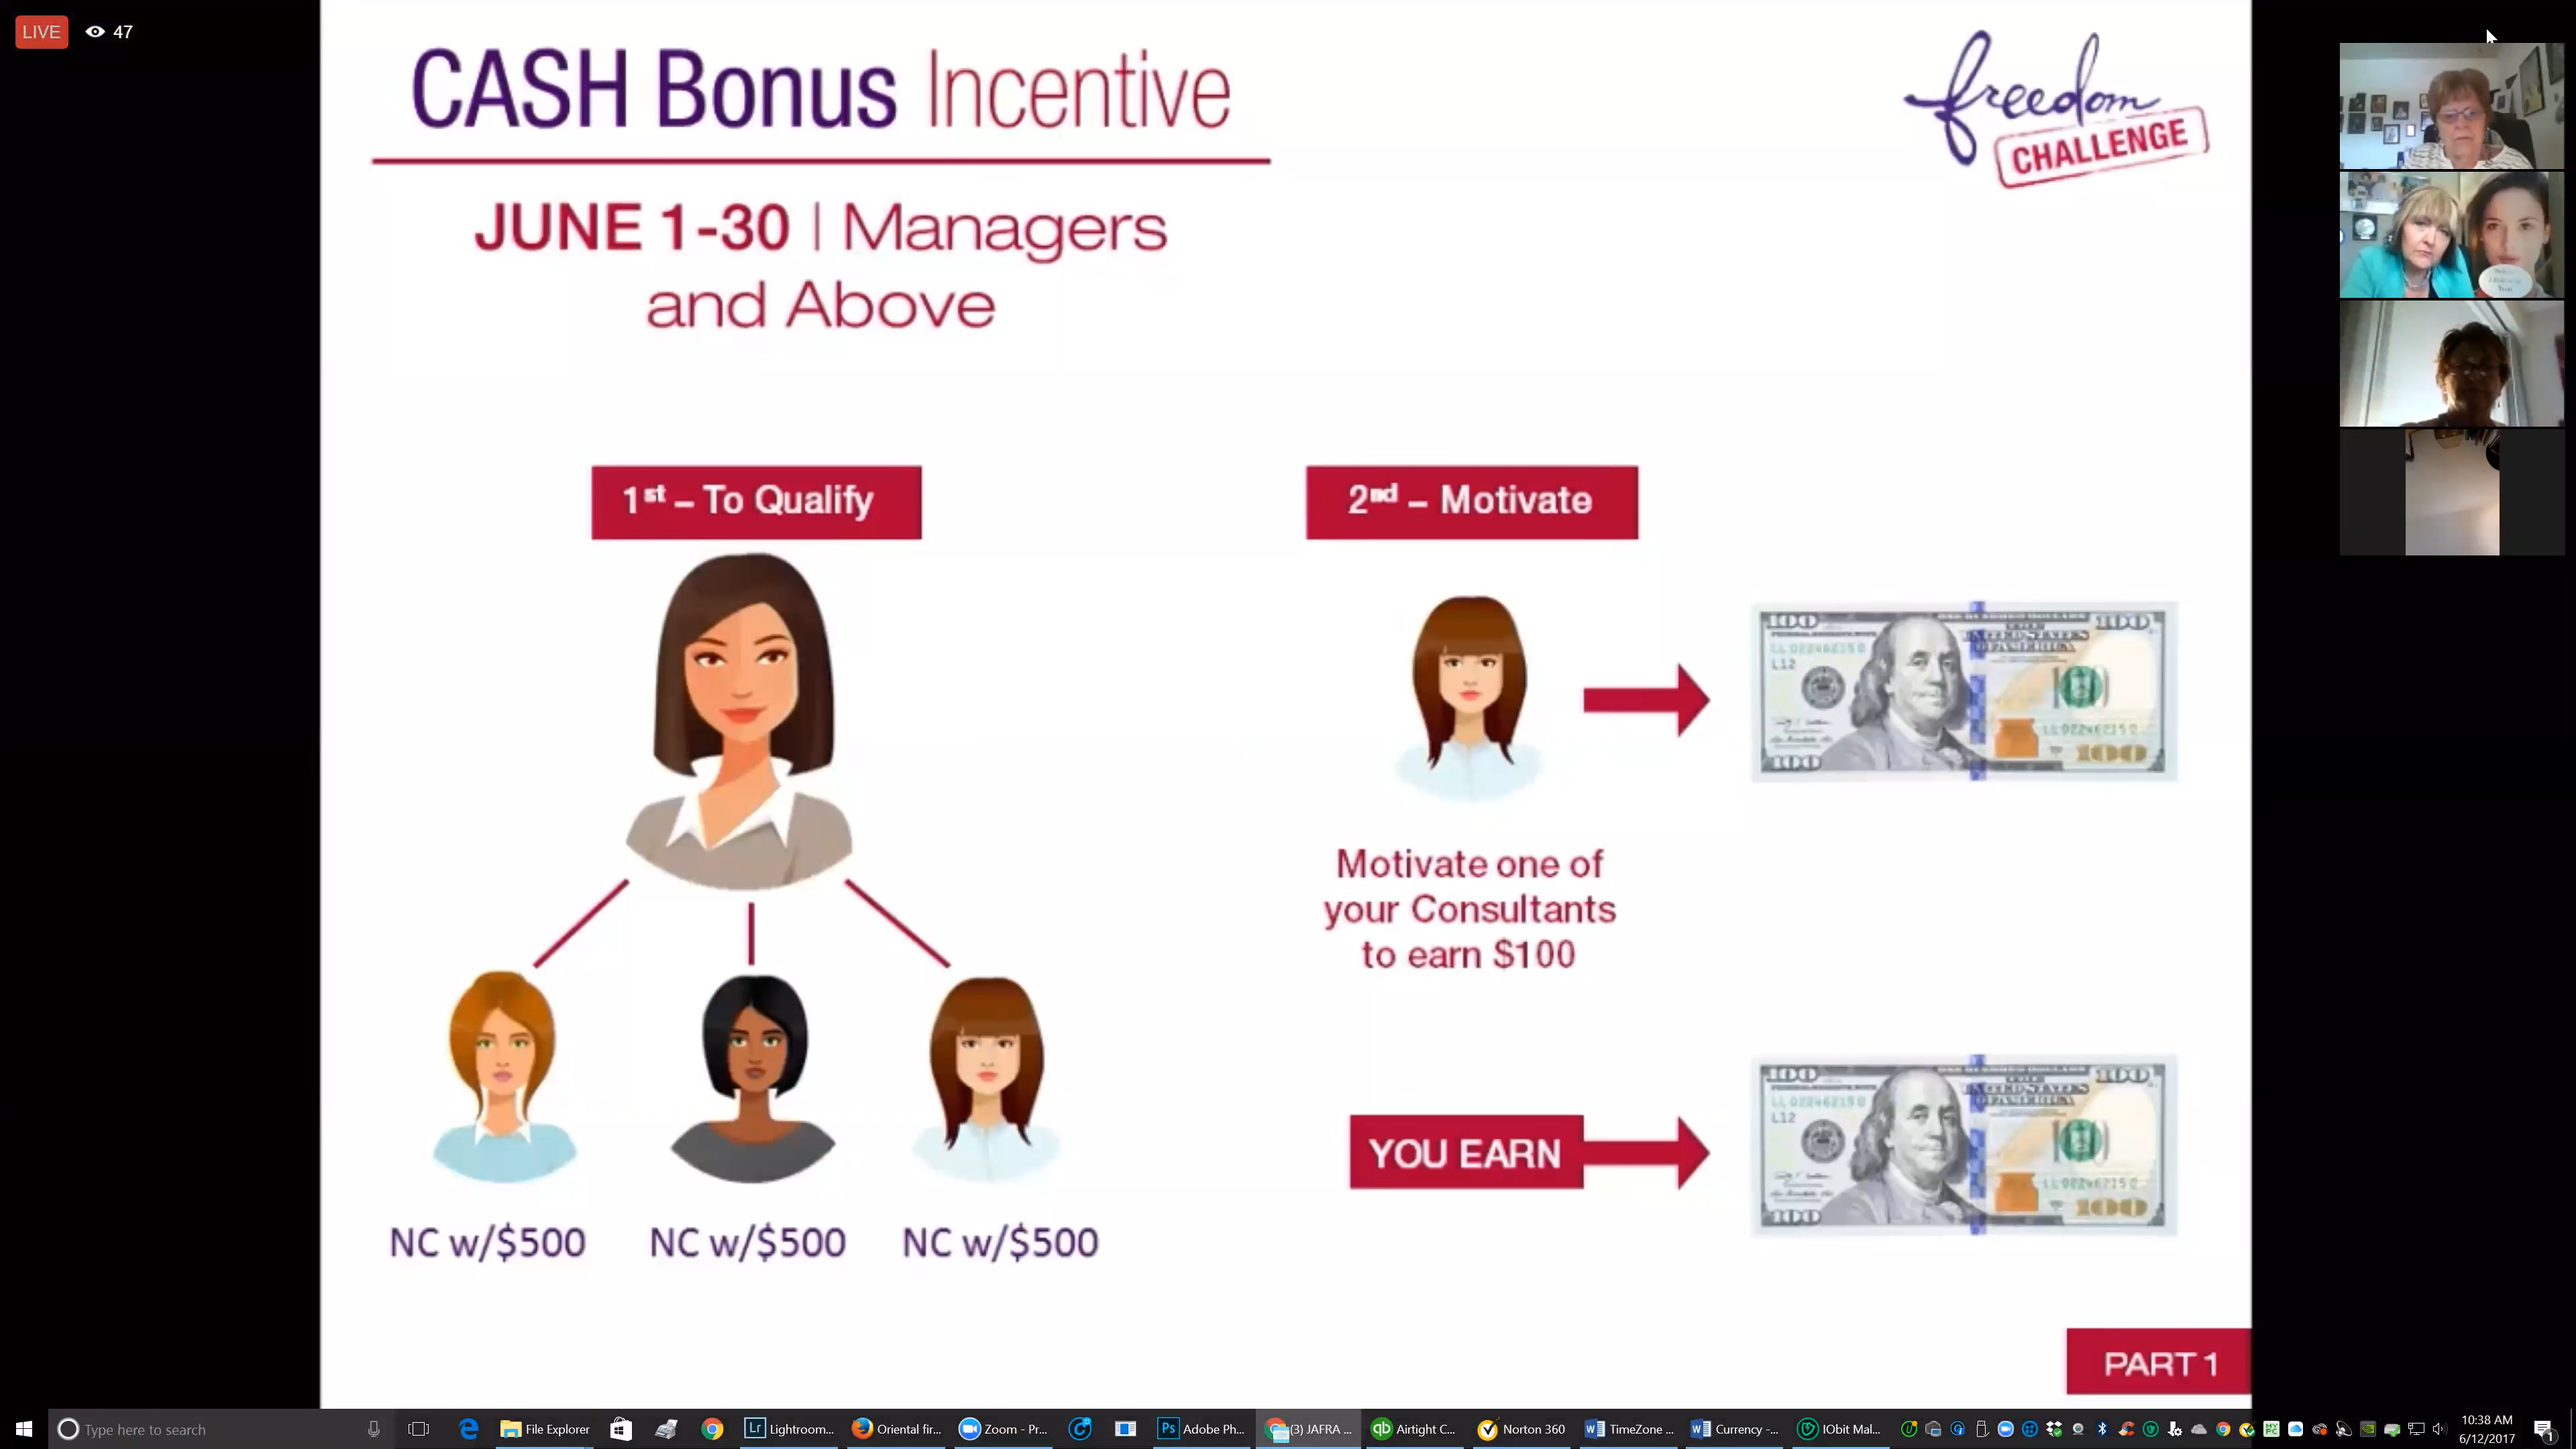 LIVE 47
CASH Bonus Incentive
freedom
CHALLENGE
JUNE 1-30 | Managers
and Above
1st – To Qualify
2nd – Motivate
Motivate one of
your Consultants
to earn $100
YOU EARN
NC w/$500 NC w/$500 NC w/$500
PART 1
Type here to search
File Explorer
Lightroom...
Oriental fir...
Zoom - Pr...
Adobe Ph...
(3) JAFRA ...
Airtight C...
Norton 360
TimeZone ...
Currency -...
IObit Mal...
10:38 AM
6/12/2017